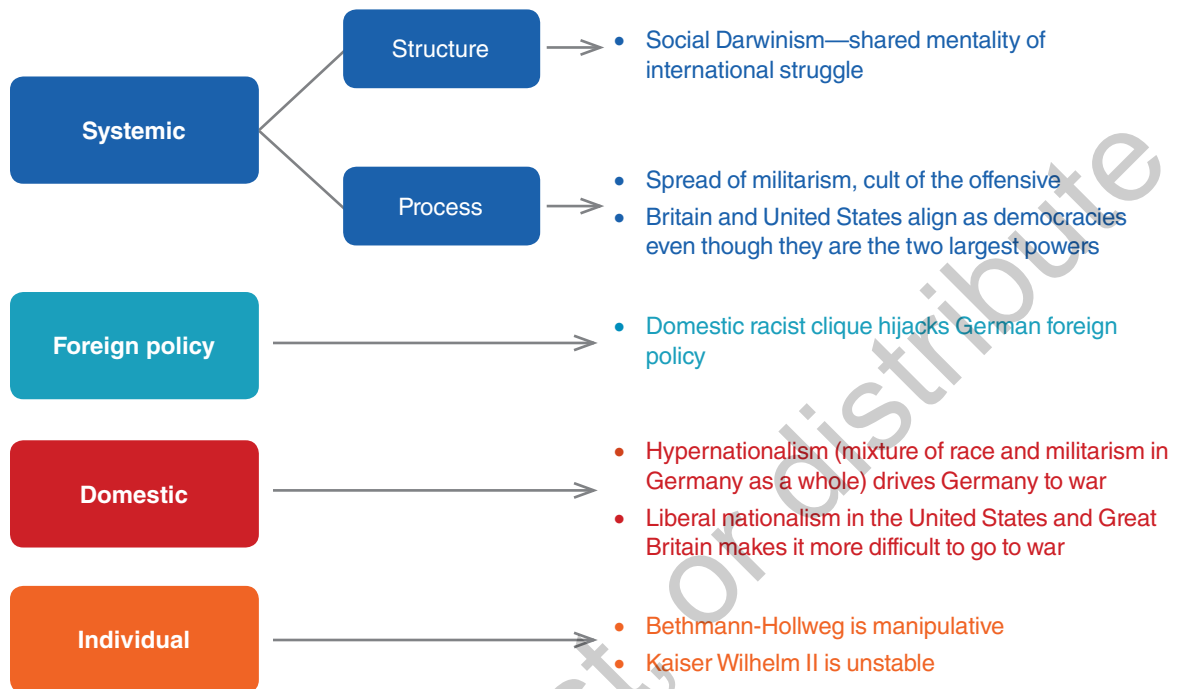 Systemic
Structure
• Social Darwinism—shared mentality of
international struggle
Process
• Spread of militarism, cult of the offensive
• Britain and United States align as democracies
even though they are the two largest powers
Foreign policy
• Domestic racist clique hijacks German foreign
policy
Domestic
• Hypernationalism (mixture of race and militarism in
Germany as a whole) drives Germany to war
• Liberal nationalism in the United States and Great
Britain makes it more difficult to go to war
Individual
• Bethmann-Hollweg is manipulative
• Kaiser Wilhelm II is unstable
or distribute